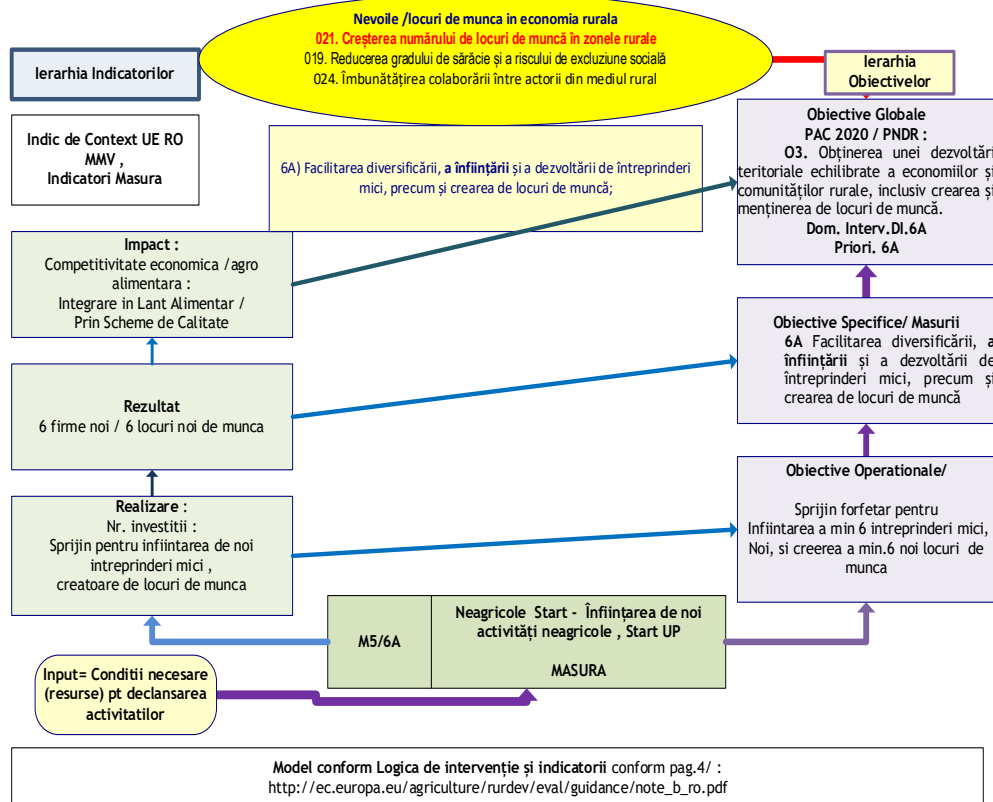 Nevoile /locuri de munca in economia rurala
021. Creșterea numărului de locuri de muncă în zonele rurale
019. Reducerea gradului de sărăcie și a riscului de excluziune socială
024. Îmbunătățirea colaborării între actorii din mediul rural
Ierarhia Indicatorilor
Ierarhia
Obiectivelor
Indic de Context UE RO
MMV ,
Indicatori Masura
6A) Facilitarea diversificării, a înființării și a dezvoltării de întreprinderi
mici, precum și crearea de locuri de muncă;
Obiective Globale
PAC 2020 / PNDR :
O3. Obținerea unei dezvoltări
teritoriale echilibrate a economiilor și
comunităților rurale, inclusiv crearea și
menținerea de locuri de muncă.
Dom. Interv.DI.6A
Priori. 6A
Impact :
Competitivitate economica /agro
alimentara :
Integrare in Lant Alimentar /
Prin Scheme de Calitate
Obiective Specifice/ Masurii
6A Facilitarea diversificării, a
înființării și a dezvoltării de
întreprinderi mici, precum și
crearea de locuri de muncă
Rezultat
6 firme noi / 6 locuri noi de munca
Obiective Operationale/
Sprijin forfetar pentru
Infiintarea a min 6 intreprinderi mici,
Noi, si creerea a min.6 noi locuri de
munca
Realizare :
Nr. investitii :
Sprijin pentru infiintarea de noi
intreprinderi mici ,
creatoare de locuri de munca
M5/6A
Neagricole Start - Înființarea de noi
activități neagricole , Start UP
MASURA
Input= Conditii necesare
(resurse) pt declansarea
activitatilor
Model conform Logica de intervenție și indicatorii conform pag.4/ :
http://ec.europa.eu/agriculture/rurdev/eval/guidance/note_b_ro.pdf